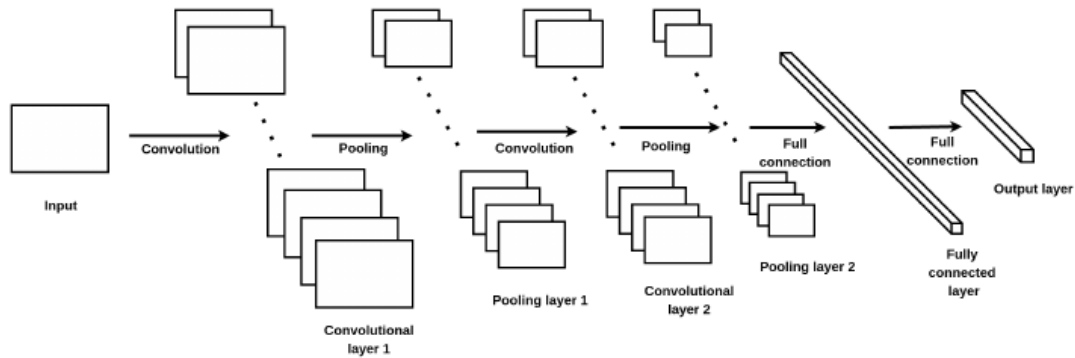 Input
Convolution
Convolutional
layer 1
Pooling
Pooling layer 1
Convolution
Convolutional
layer 2
Pooling
Pooling layer 2
Full
connection
Fully
connected
layer
Full
connection
Output layer